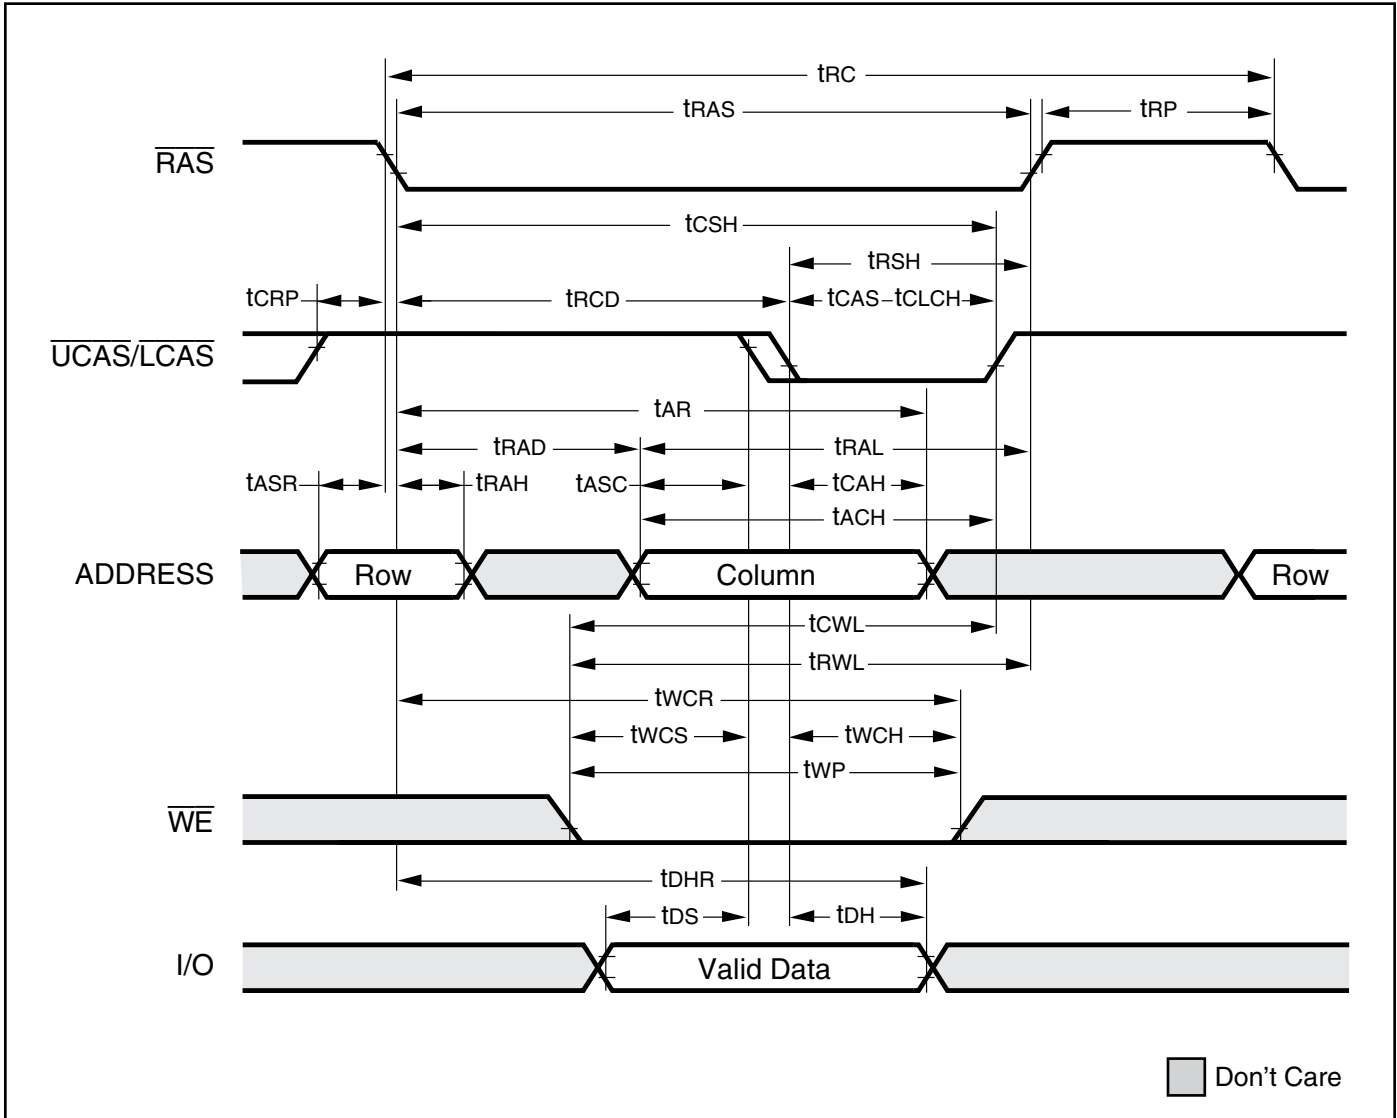 tRC
tRAS
tRP
RAS
tCSH
tRSH
tCRP
tRCD
tCAS
tCLCH
UCAS/LCAS
tAR
tRAD
tRAL
tASR
tRAH
tASC
tCAH
tACH
ADDRESS
Row
Column
Row
tCWL
tRWL
tWCR
tWCS
tWCH
tWP
WE
tDHR
tDS
tDH
I/O
Valid Data
Don't Care